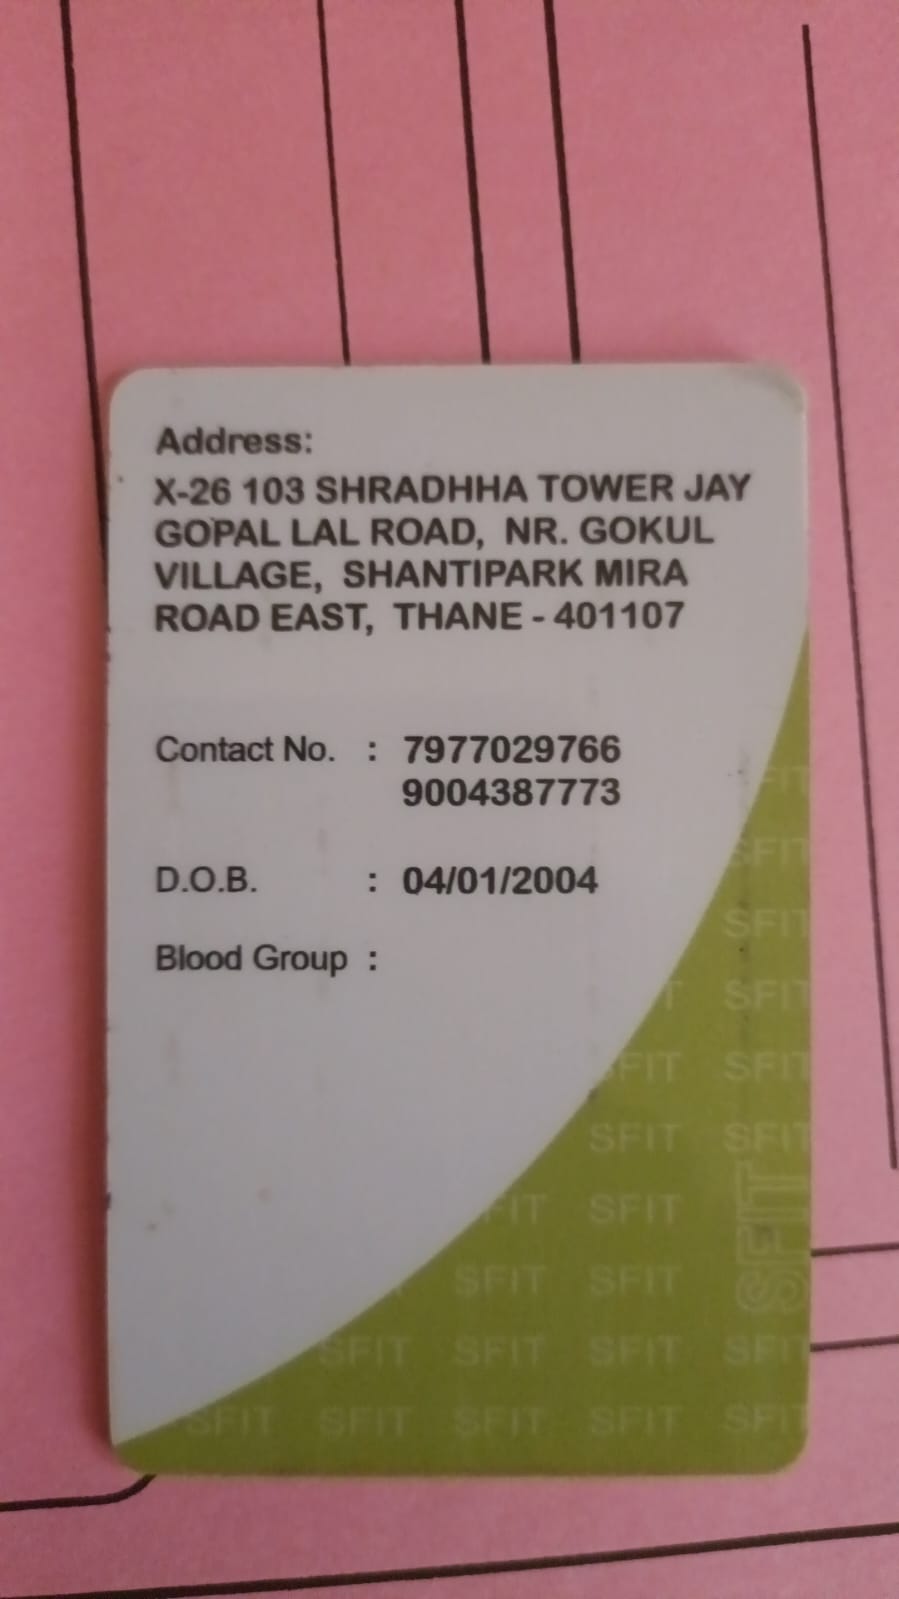 Address:
X-26 103 SHRADHHA TOWER JAY
GOPAL LAL ROAD, NR. GOKUL
VILLAGE, SHANTIPARK MIRA
ROAD EAST, THANE - 401107
Contact No. : 7977029766
9004387773
D.O.B. : 04/01/2004
Blood Group :
SFIT
SFIT
SFIT
SFIT
SFIT SFIT
SFIT SFIT
SFIT SFIT
SFIT SFIT
SFIT SFIT SFIT SFIT
SFIT SFIT SFIT SFIT SFIT
SFIT